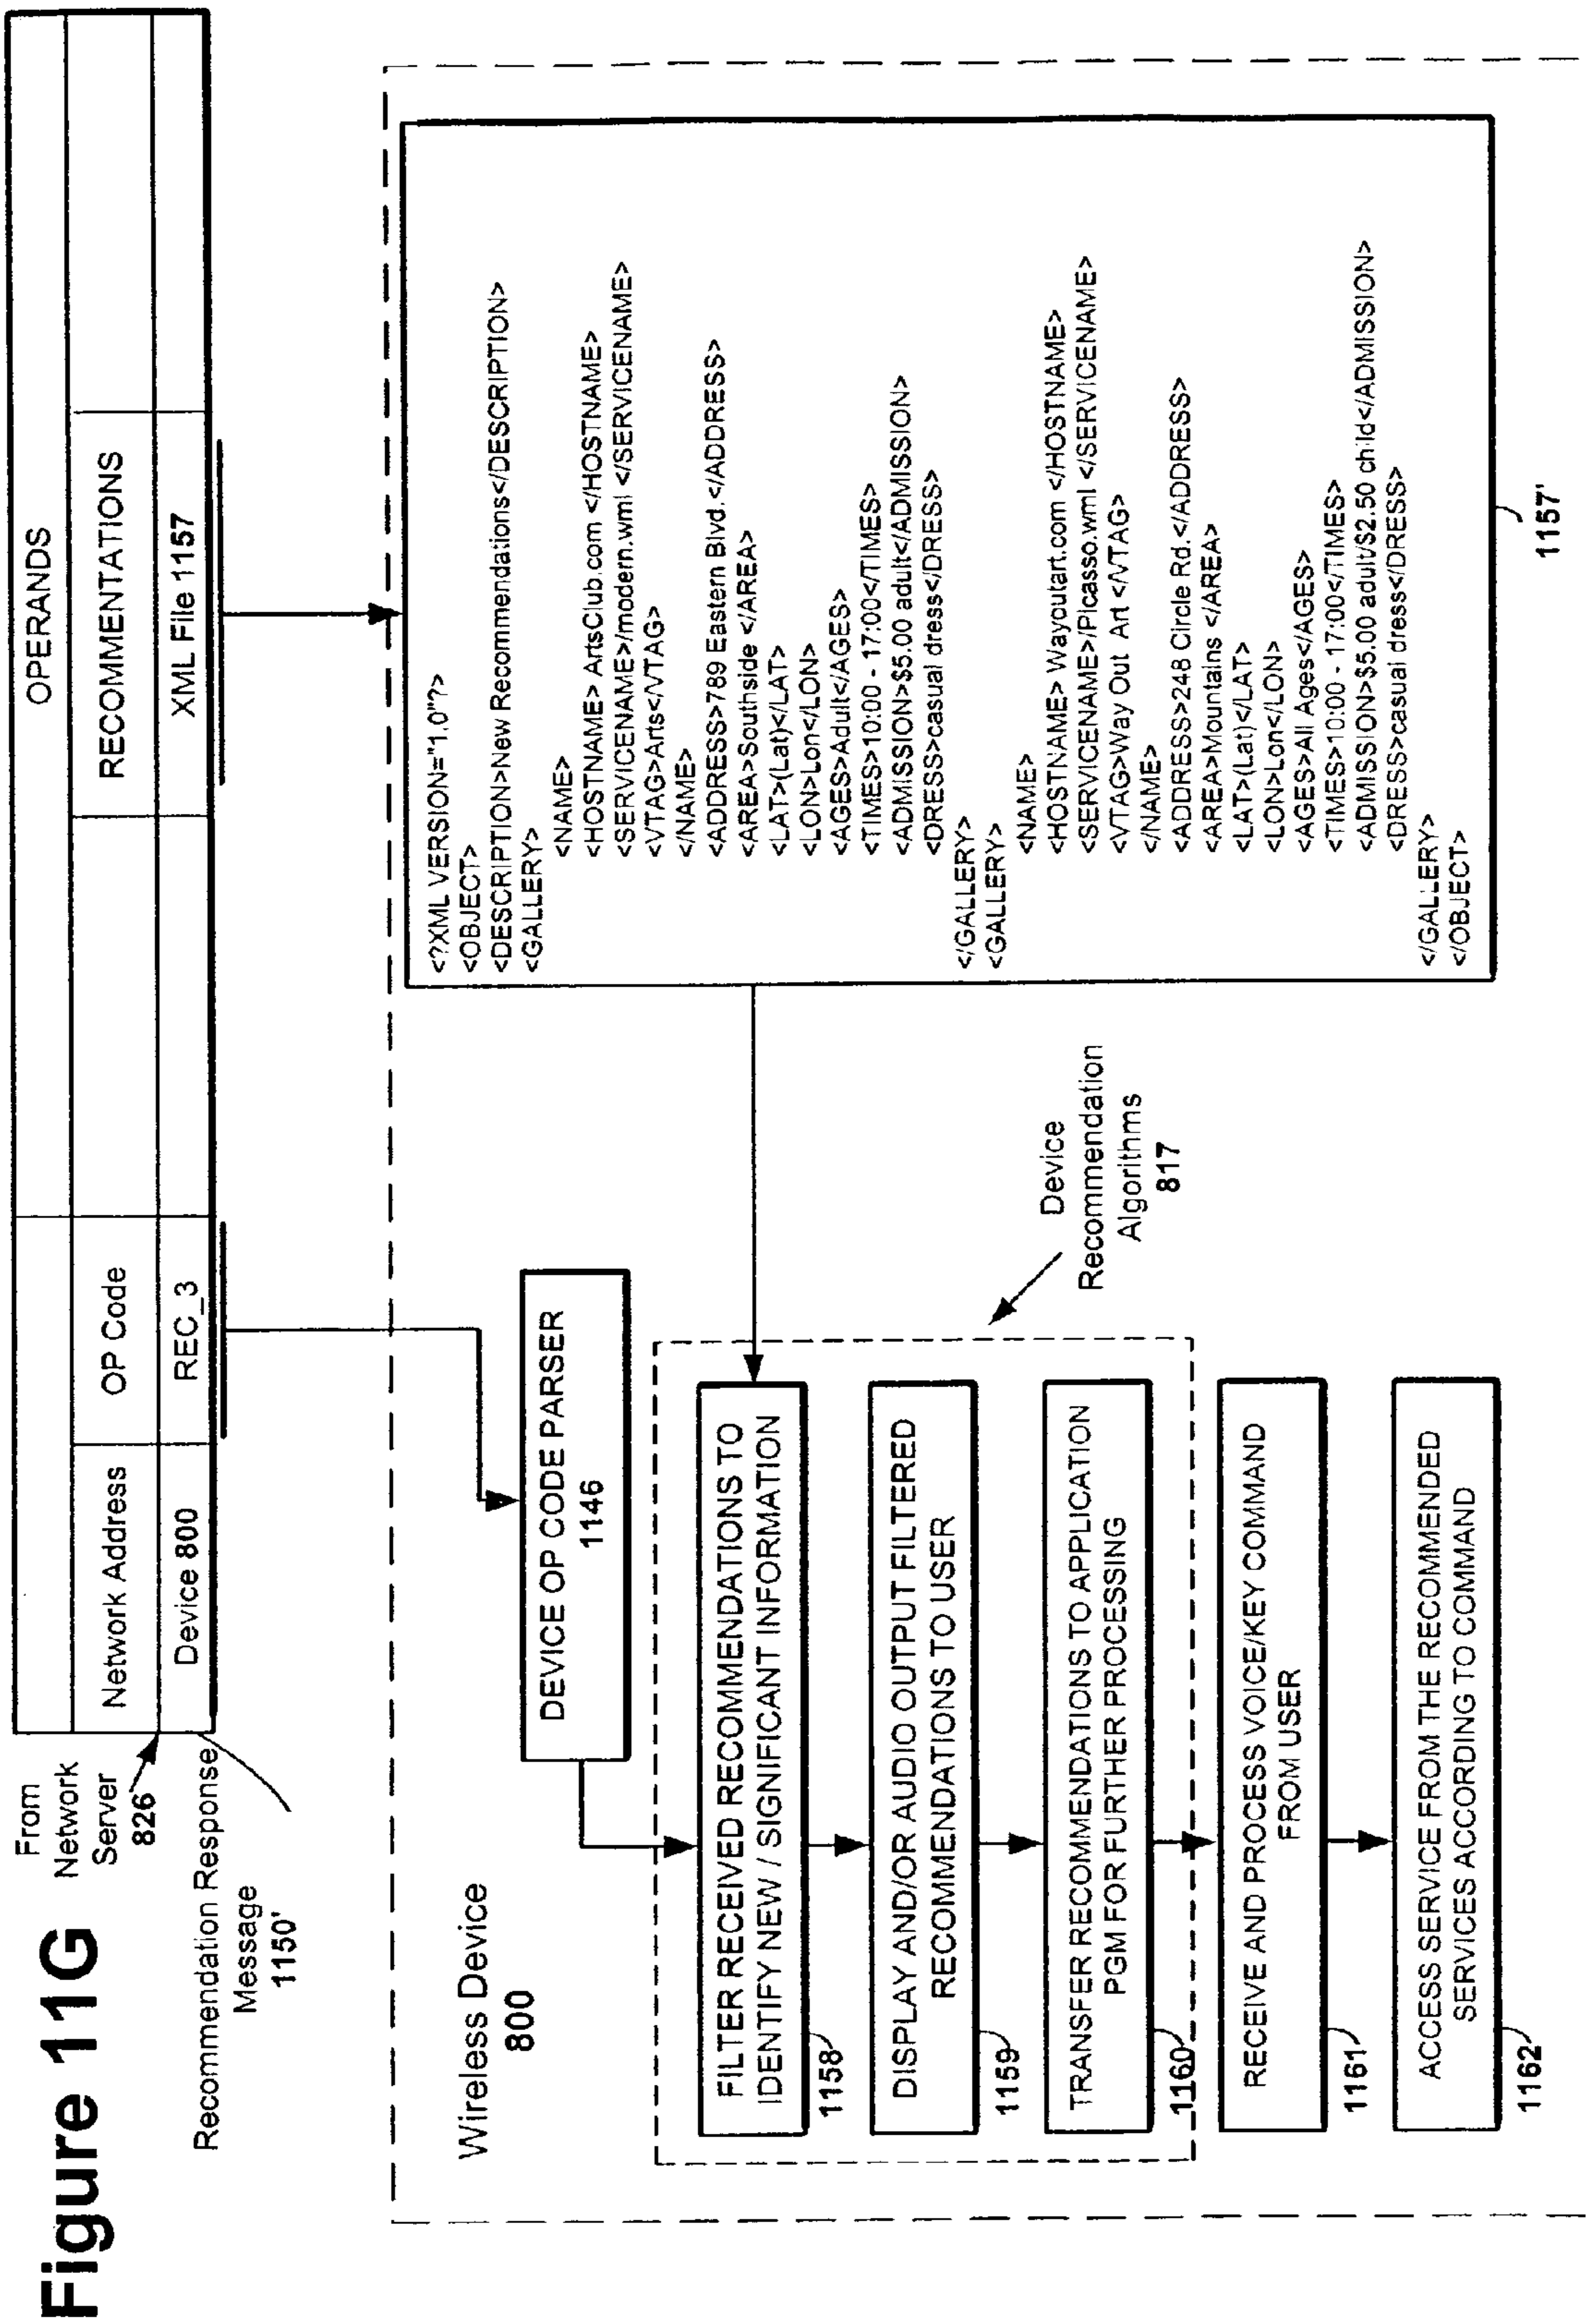 Figure 11G
From
Network
Server
826
Recommendation Response
Message
1150'
OPERANDS
Network Address
OP Code
RECOMMENTATIONS
Device 800
REC_3
XML File 1157
Wireless Device
800
DEVICE OP CODE PARSER
1146
FILTER RECEIVED RECOMMENDATIONS TO
IDENTIFY NEW / SIGNIFICANT INFORMATION
1158
DISPLAY AND/OR AUDIO OUTPUT FILTERED
RECOMMENDATIONS TO USER
1159
TRANSFER RECOMMENDATIONS TO APPLICATION
PGM FOR FURTHER PROCESSING
1160
RECEIVE AND PROCESS VOICE/KEY COMMAND
FROM USER
1161
ACCESS SERVICE FROM THE RECOMMENDED
SERVICES ACCORDING TO COMMAND
1162
Device
Recommendation
Algorithms
817
<?XML VERSION="1.0"?>
<OBJECT>
<DESCRIPTION>New Recommendations</DESCRIPTION>
<GALLERY>
<NAME>
<HOSTNAME> ArtsClub.com </HOSTNAME>
<SERVICENAME>/modern.wml </SERVICENAME>
<VTAG>Arts</VTAG>
</NAME>
<ADDRESS>789 Eastern Blvd.</ADDRESS>
<AREA>Southside </AREA>
<LAT>(Lat)</LAT>
<LON>Lon</LON>
<AGES>Adult</AGES>
<TIMES>10:00 - 17:00</TIMES>
<ADMISSION>$5.00 adult</ADMISSION>
<DRESS>casual dress</DRESS>
</GALLERY>
<GALLERY>
<NAME>
<HOSTNAME> Wayoutart.com </HOSTNAME>
<SERVICENAME>/Picasso.wml </SERVICENAME>
<VTAG>Way Out Art </VTAG>
</NAME>
<ADDRESS>248 Circle Rd.</ADDRESS>
<AREA>Mountains </AREA>
<LAT>(Lat)</LAT>
<LON>Lon</LON>
<AGES>All Ages</AGES>
<TIMES>10:00 - 17:00</TIMES>
<ADMISSION>$5.00 adult/$2.50 child</ADMISSION>
<DRESS>casual dress</DRESS>
</GALLERY>
</OBJECT>
1157'